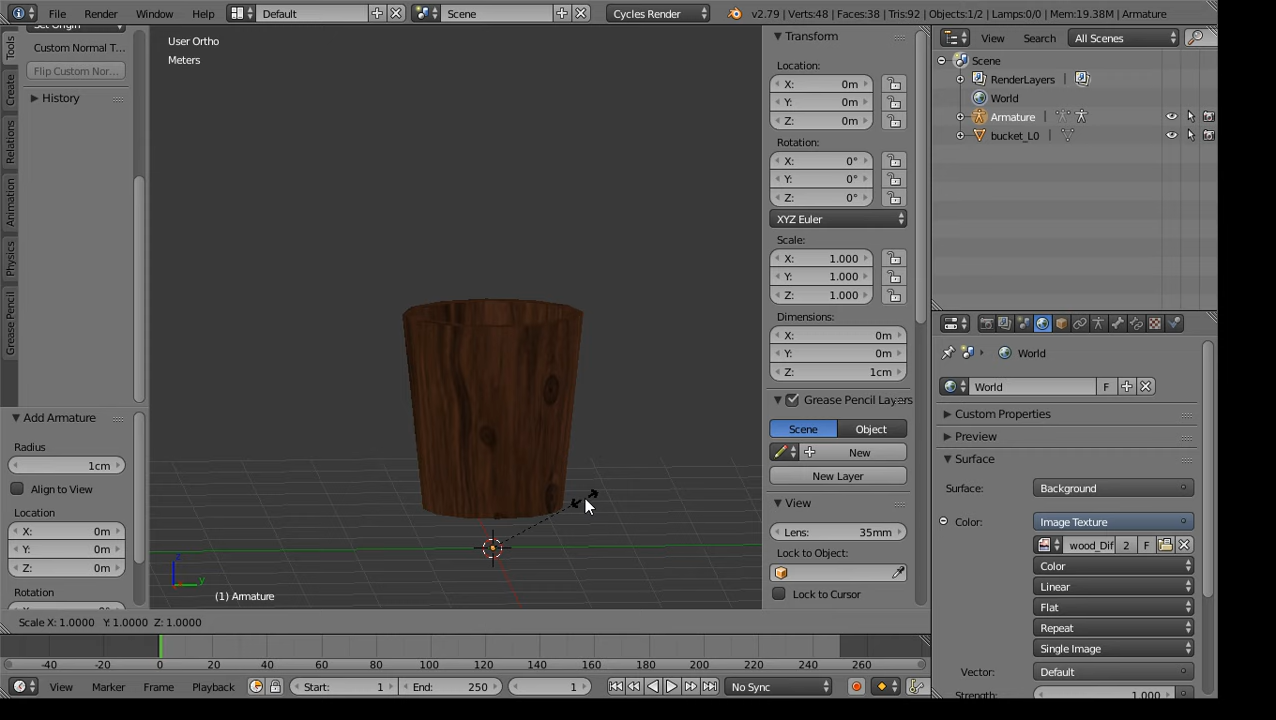 File Render Window Help Default Scene Cycles Render v2.79 | Verts:48 | Faces:38 | Tris:92 | Objects:1/2 | Lamps:0/0 | Mem:19.38M | Armature
Tools
Create
Relations
Animation
Physics
Grease Pencil
Custom Normal T...
Flip Custom Nor...
History
Add Armature
Radius
1cm
Align to View
Location
X: 0m
Y: 0m
Z: 0m
Rotation
User Ortho
Meters
(1) Armature
Scale X: 1.0000 Y: 1.0000 Z: 1.0000
Transform
Location:
X: 0m
Y: 0m
Z: 0m
Rotation:
X: 0°
Y: 0°
Z: 0°
XYZ Euler
Scale:
X: 1.000
Y: 1.000
Z: 1.000
Dimensions:
X: 0m
Y: 0m
Z: 1cm
Grease Pencil Layers
Scene Object
New
New Layer
View
Lens: 35mm
Lock to Object:
Lock to Cursor
View Search All Scenes
Scene
RenderLayers
World
Armature
bucket_L0
World
World F
Custom Properties
Preview
Surface
Surface: Background
Color: Image Texture
wood_Dif 2 F
Color
Linear
Flat
Repeat
Single Image
Vector: Default
Strength: 1.000
-40 -20 0 20 40 60 80 100 120 140 160 180 200 220 240 260
View Marker Frame Playback Start: 1 End: 250 1 No Sync